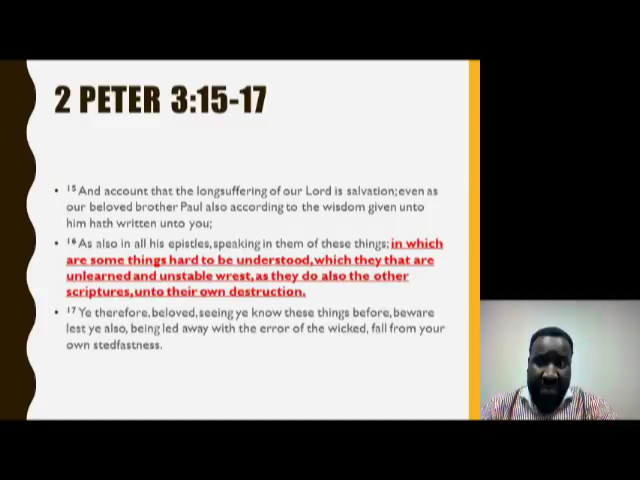 2 PETER 3:15-17
• 15 And account that the longsuffering of our Lord is salvation; even as
our beloved brother Paul also according to the wisdom given unto
him hath written unto you;
• 16 As also in all his epistles, speaking in them of these things; in which
are some things hard to be understood, which they that are
unlearned and unstable wrest, as they do also the other
scriptures, unto their own destruction.
• 17 Ye therefore, beloved, seeing ye know these things before, beware
lest ye also, being led away with the error of the wicked, fall from your
own stedfastness.